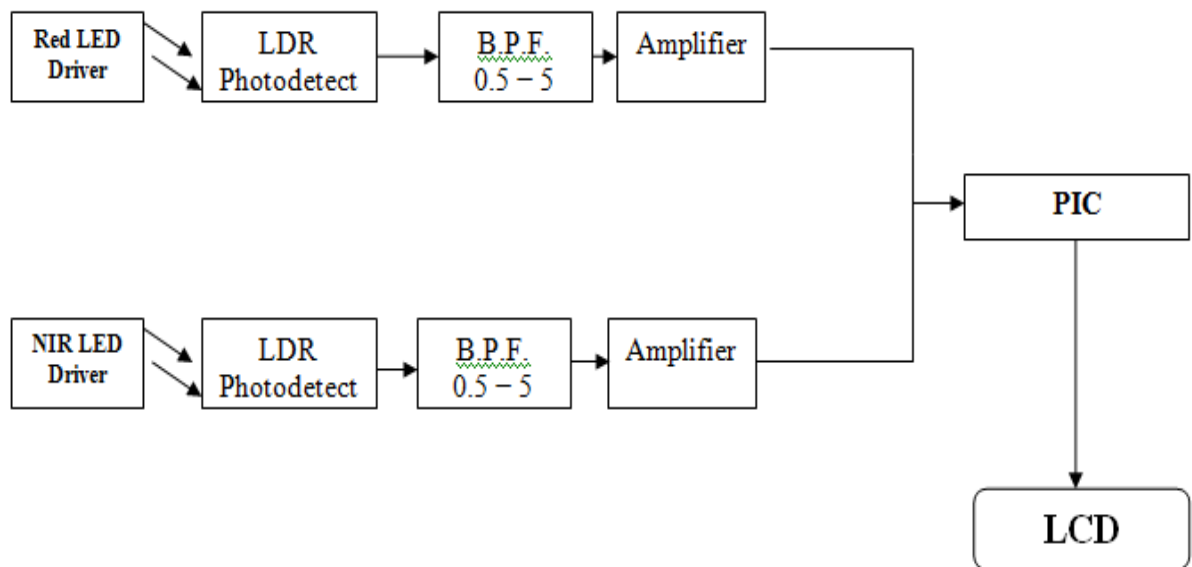 Red LED
Driver
LDR
Photodetect
B.P.F.
0.5 – 5
Amplifier
PIC
NIR LED
Driver
LDR
Photodetect
B.P.F.
0.5 – 5
Amplifier
LCD